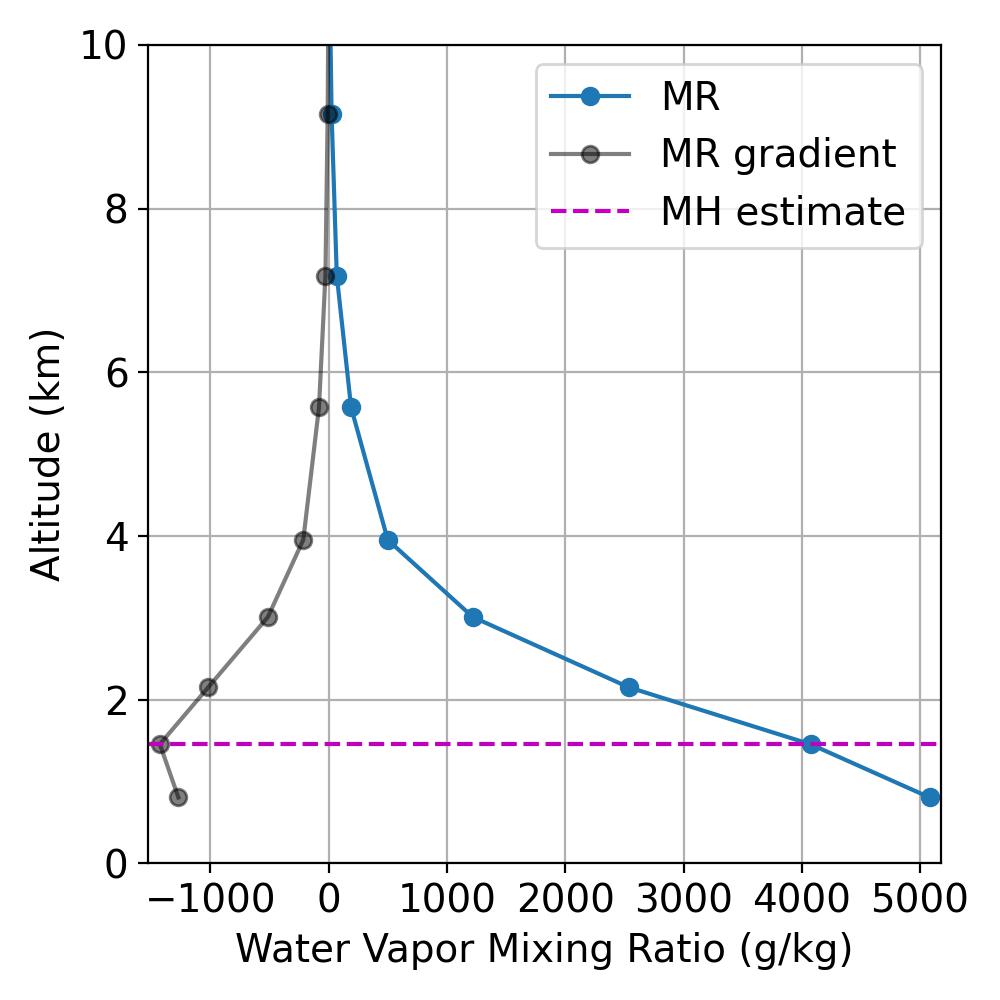 10
8
6
4
2
0
Altitude (km)
MR
MR gradient
MH estimate
−1000 0 1000 2000 3000 4000 5000
Water Vapor Mixing Ratio (g/kg)